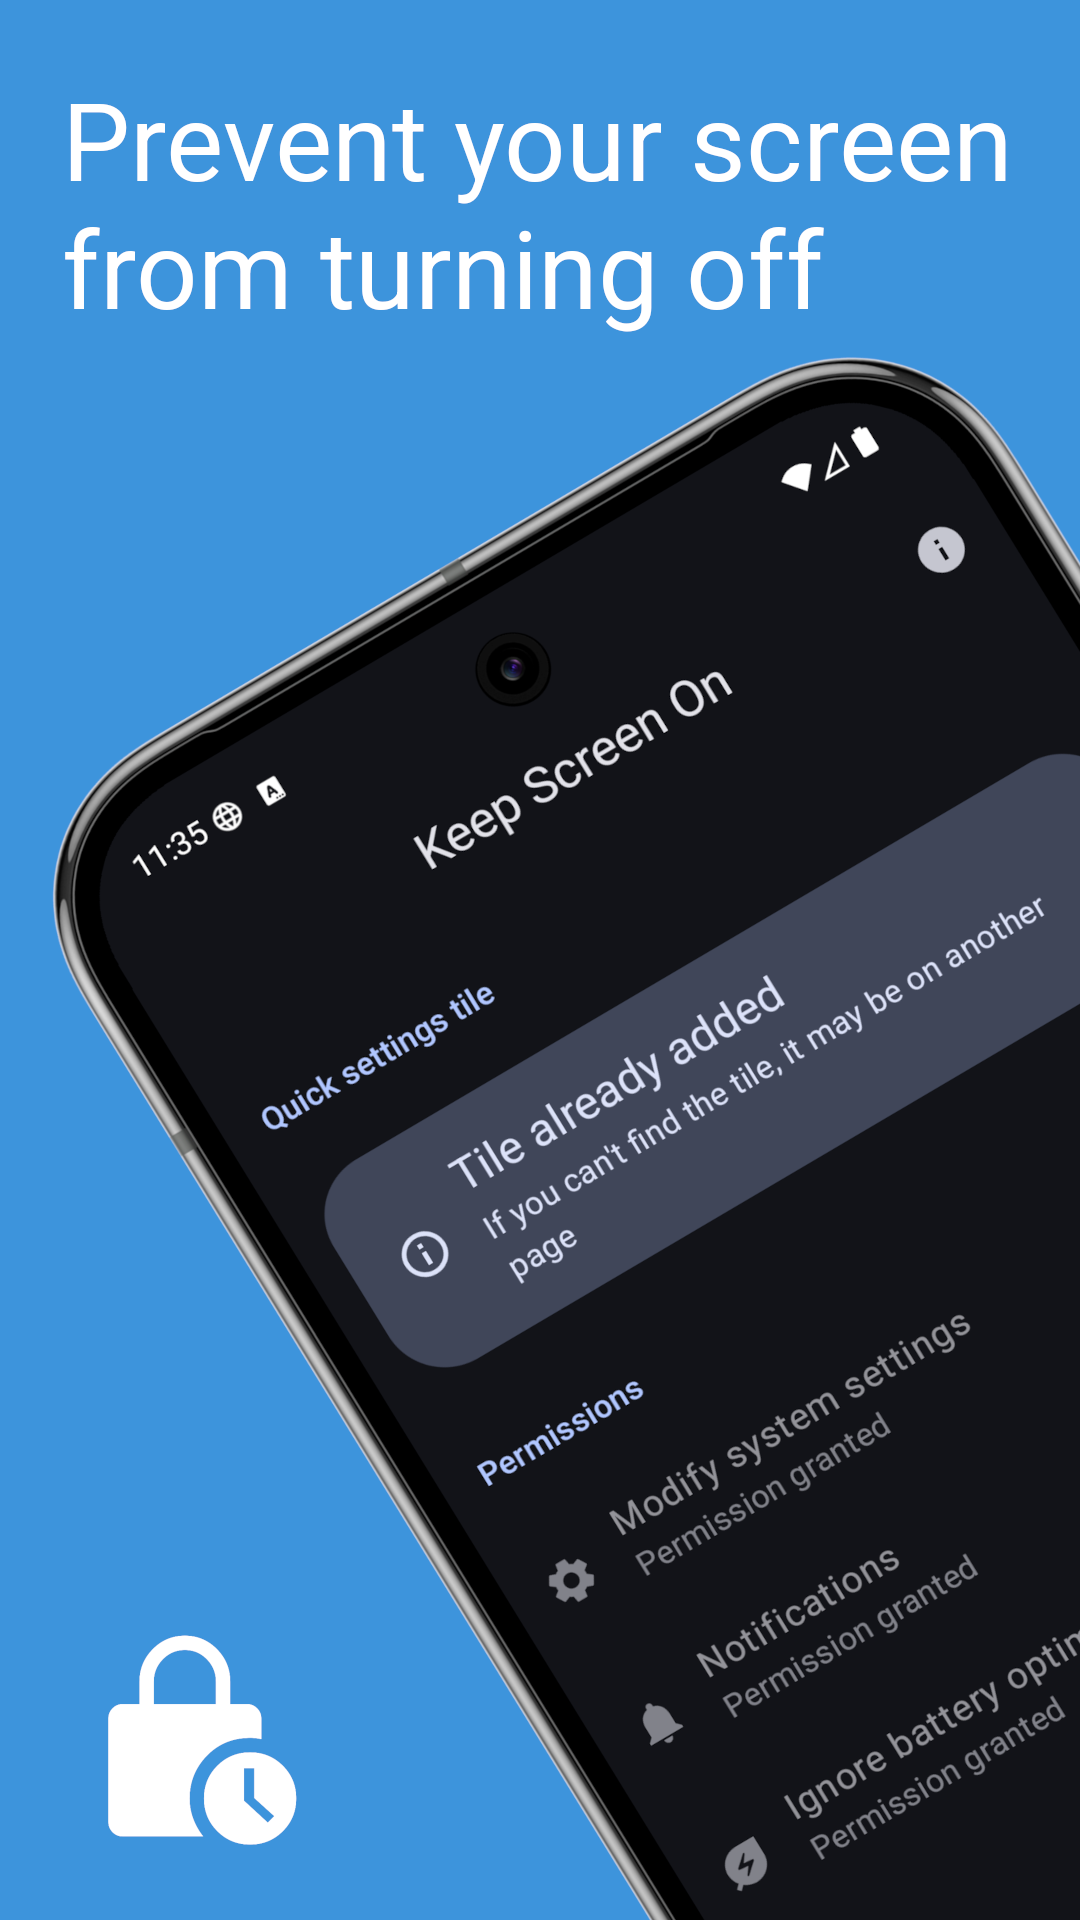 Prevent your screen
from turning off
11:35
Keep Screen On
Quick settings tile
Tile already added
If you can't find the tile, it may be on another
page
Permissions
Modify system settings
Permission granted
Notifications
Permission granted
Ignore battery optim
Permission granted